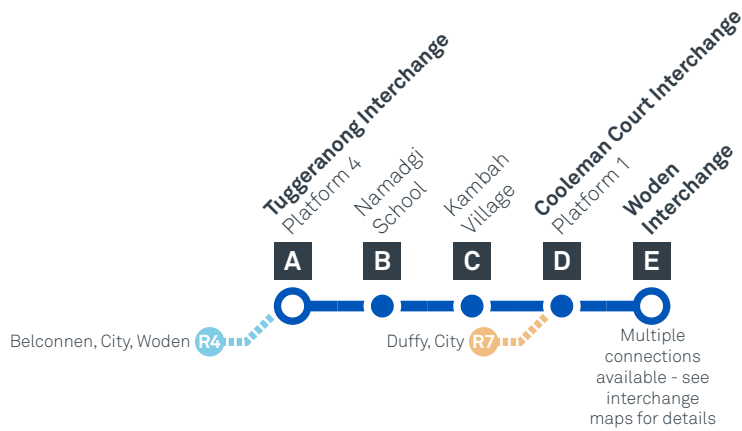 Tuggeranong Interchange
Platform 4
Namadgi
School
Kambah
Village
Cooleman Court Interchange
Platform 1
Woden
Interchange
A
B
C
D
E
Belconnen, City, Woden R4
Duffy, City R7
Multiple
connections
available - see
interchange
maps for details